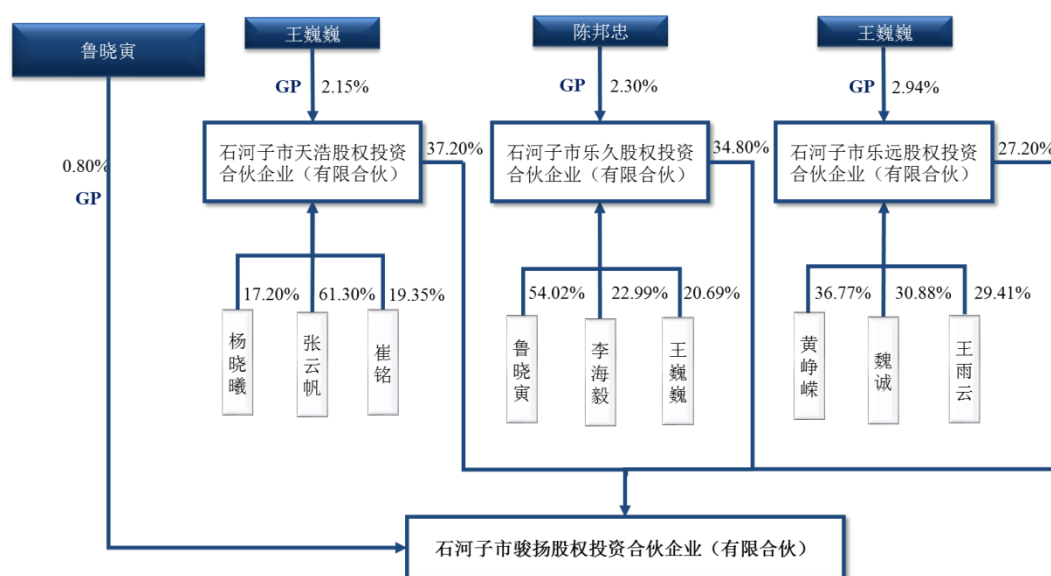 鲁晓寅
王巍巍
陈邦忠
王巍巍
GP
2.15%
GP
2.30%
GP
2.94%
0.80%
GP
石河子市天浩股权投资
合伙企业（有限合伙）
37.20%
石河子市乐久股权投资
合伙企业（有限合伙）
34.80%
石河子市乐远股权投资
合伙企业（有限合伙）
27.20%
17.20%
61.30%
19.35%
54.02%
22.99%
20.69%
36.77%
30.88%
29.41%
杨晓曦
张云帆
崔铭
鲁晓寅
李海毅
王巍巍
黄峥嵘
魏诚
王雨云
石河子市骏扬股权投资合伙企业（有限合伙）